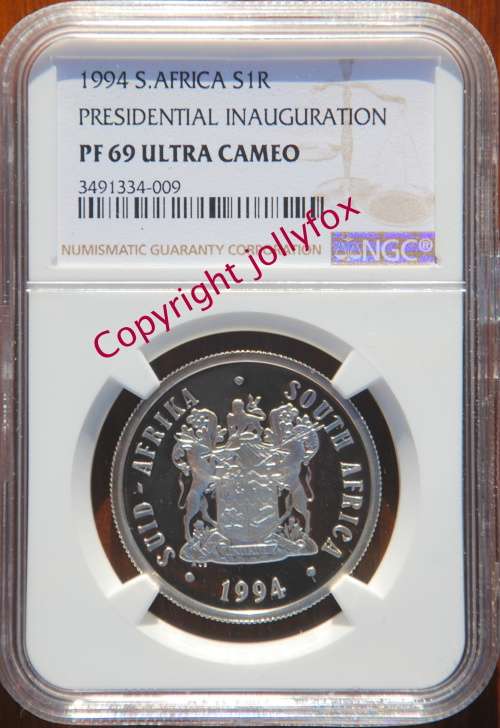 1994 S.AFRICA S1R
PRESIDENTIAL INAUGURATION
PF 69 ULTRA CAMEO
3491334-009
NUMISMATIC GUARANTY CORPORATION
NGC®
Copyright jollyfox
SUID-AFRIKA
SOUTH AFRICA
1994